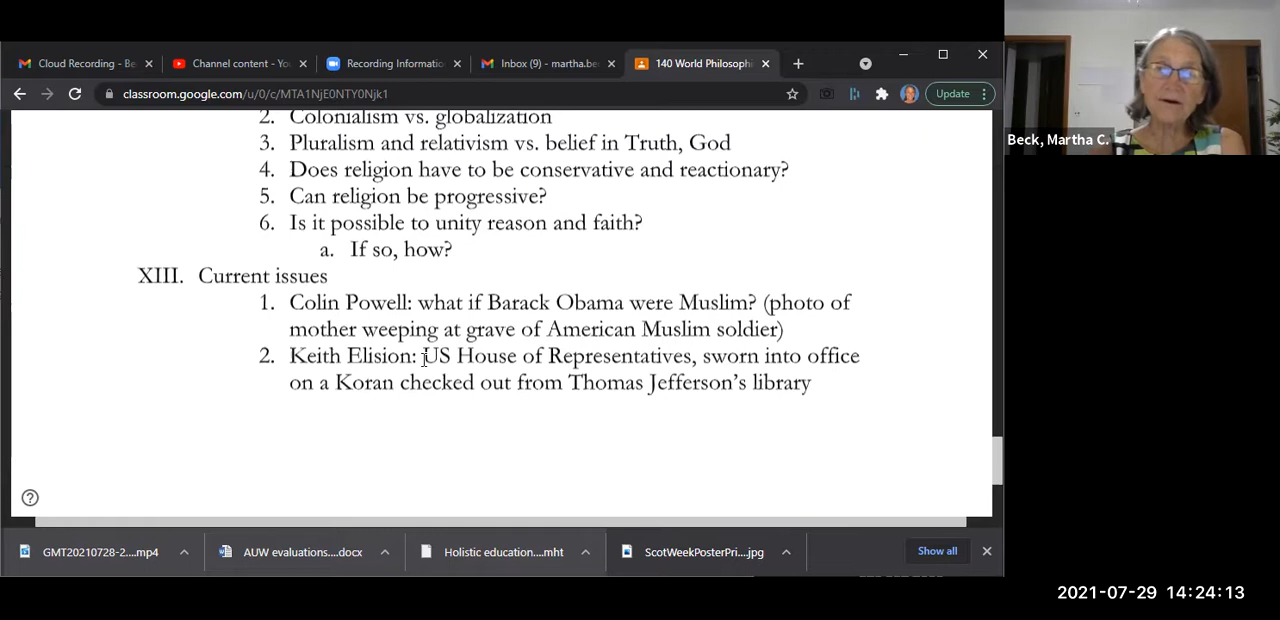 Cloud Recording - Be
Channel content - Yo
Recording Informatio
Inbox (9) - martha.be
140 World Philosophi
classroom.google.com/u/0/c/MTA1NjE0NTY0Njk1
Update
Beck, Martha C.
2. Colonialism vs. globalization
3. Pluralism and relativism vs. belief in Truth, God
4. Does religion have to be conservative and reactionary?
5. Can religion be progressive?
6. Is it possible to unity reason and faith?
a. If so, how?
XIII. Current issues
1. Colin Powell: what if Barack Obama were Muslim? (photo of
mother weeping at grave of American Muslim soldier)
2. Keith Elision: US House of Representatives, sworn into office
on a Koran checked out from Thomas Jefferson's library
GMT20210728-2....mp4
AUW evaluations....docx
Holistic education....mht
ScotWeekPosterPri....jpg
Show all
2021-07-29 14:24:13